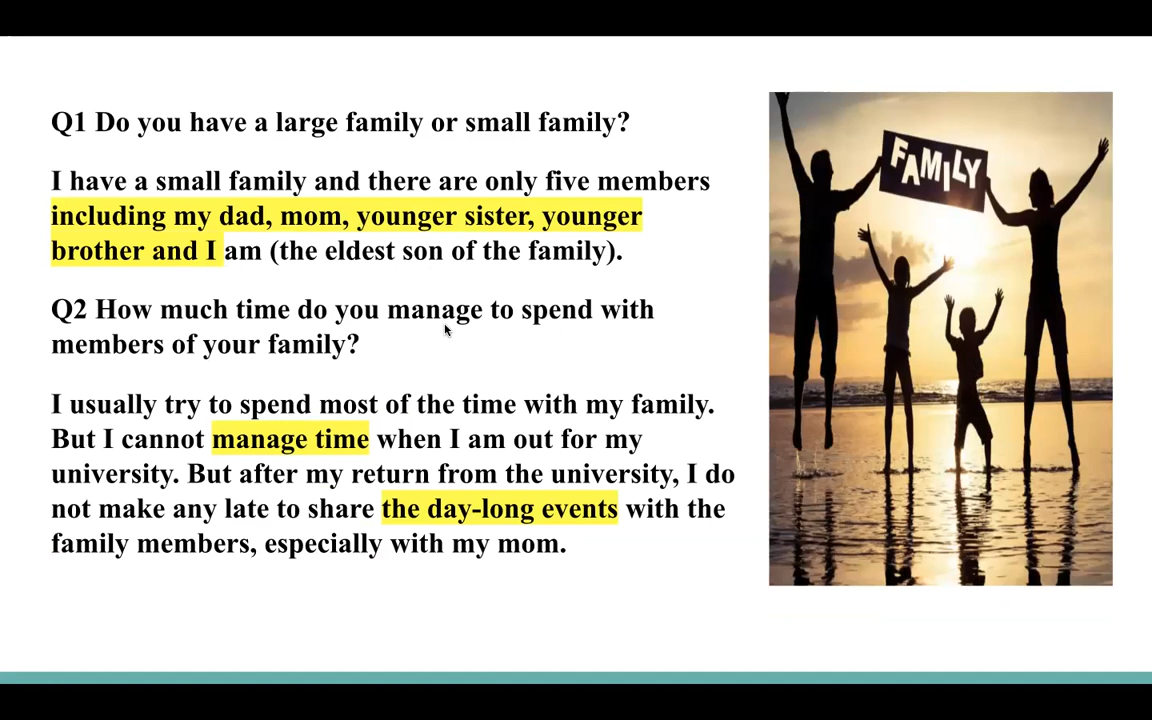 Q1 Do you have a large family or small family?
I have a small family and there are only five members
including my dad, mom, younger sister, younger
brother and I am (the eldest son of the family).
Q2 How much time do you manage to spend with
members of your family?
I usually try to spend most of the time with my family.
But I cannot manage time when I am out for my
university. But after my return from the university, I do
not make any late to share the day-long events with the
family members, especially with my mom.
FAMILY